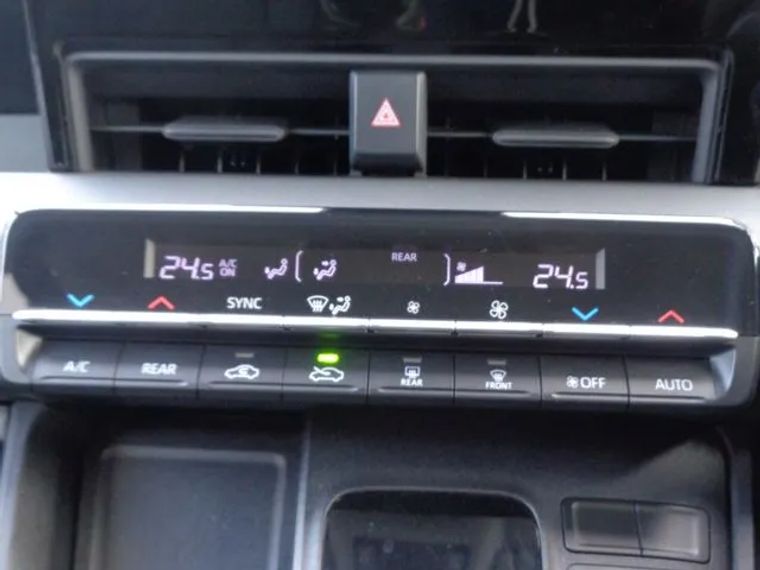 REAR
24.5 A/C ON 24.5
SYNC
A/C REAR REAR FRONT OFF AUTO